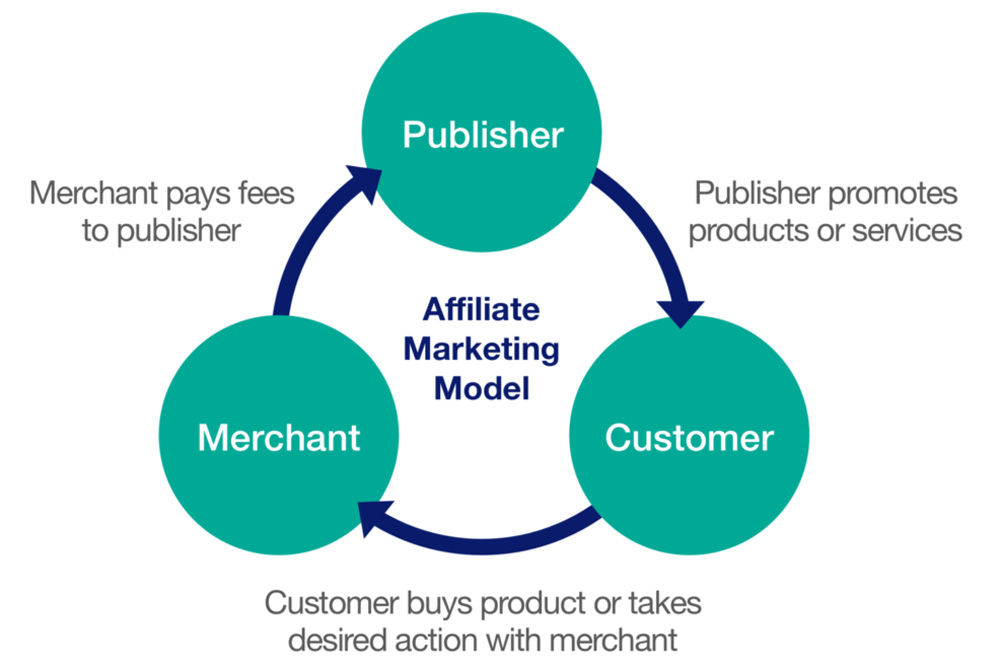 Publisher
Merchant pays fees
to publisher
Publisher promotes
products or services
Affiliate
Marketing
Model
Merchant
Customer
Customer buys product or takes
desired action with merchant